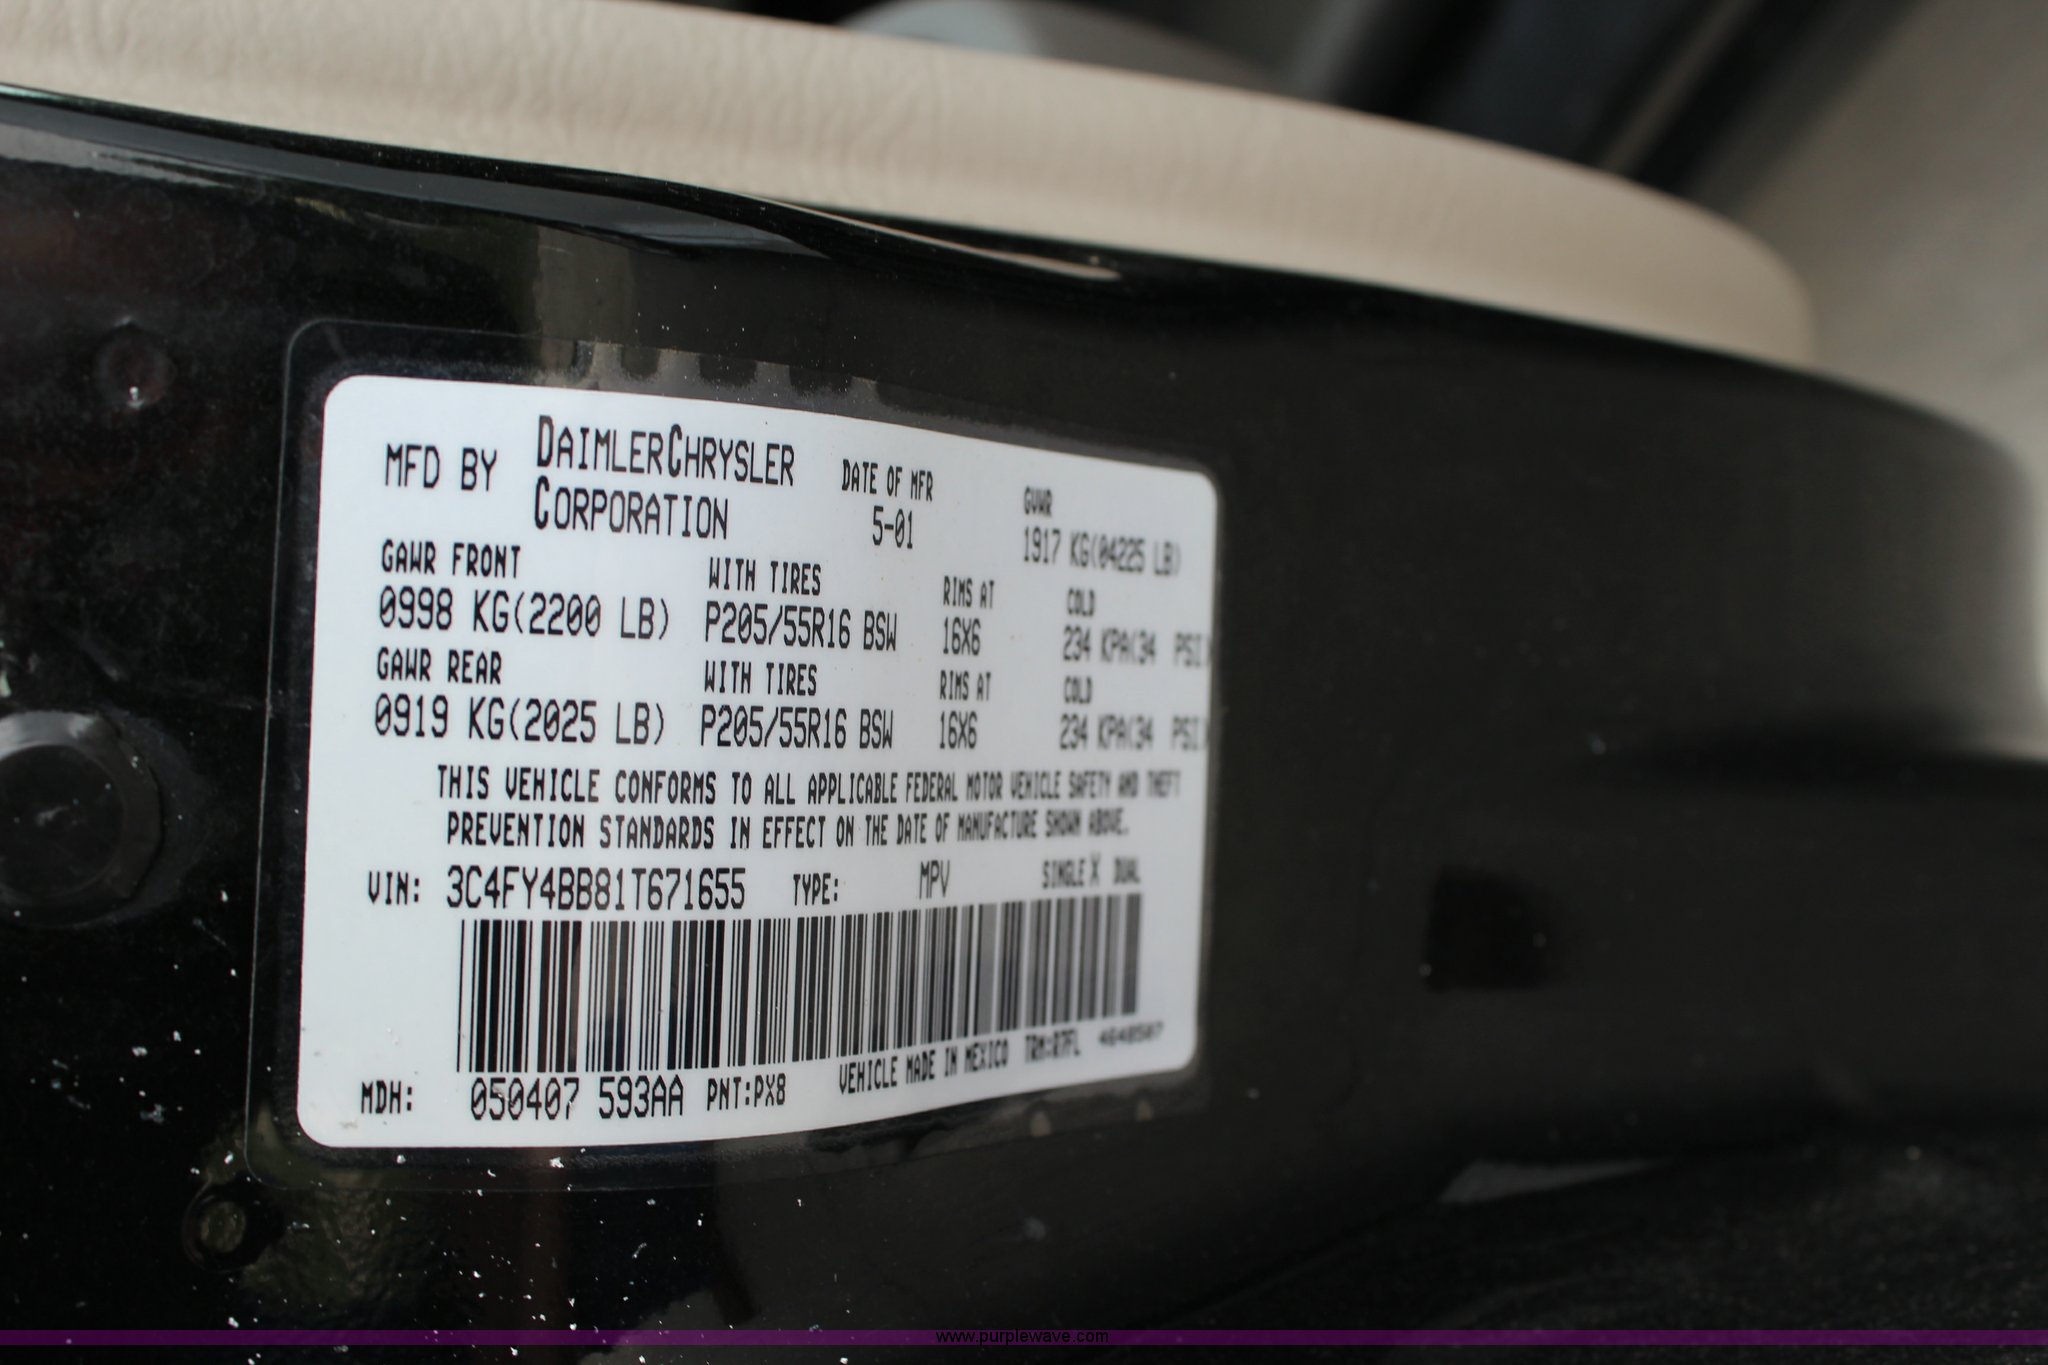 MFD BY DAIMLERCHRYSLER CORPORATION
DATE OF MFR 5-01
GVWR 1917 KG(04225 LB)
GAWR FRONT WITH TIRES RIMS AT COLD
0998 KG(2200 LB) P205/55R16 BSW 16X6 234 KPA(34 PSI)
GAWR REAR WITH TIRES RIMS AT COLD
0919 KG(2025 LB) P205/55R16 BSW 16X6 234 KPA(34 PSI)
THIS VEHICLE CONFORMS TO ALL APPLICABLE FEDERAL MOTOR VEHICLE SAFETY AND THEFT
PREVENTION STANDARDS IN EFFECT ON THE DATE OF MANUFACTURE SHOWN ABOVE.
VIN: 3C4FY4BB81T671655 TYPE: MPV SINGLE X DUAL
MDH: 050407 593AA PNT:PX8 VEHICLE MADE IN MEXICO TRM:R7FL
www.purplewave.com